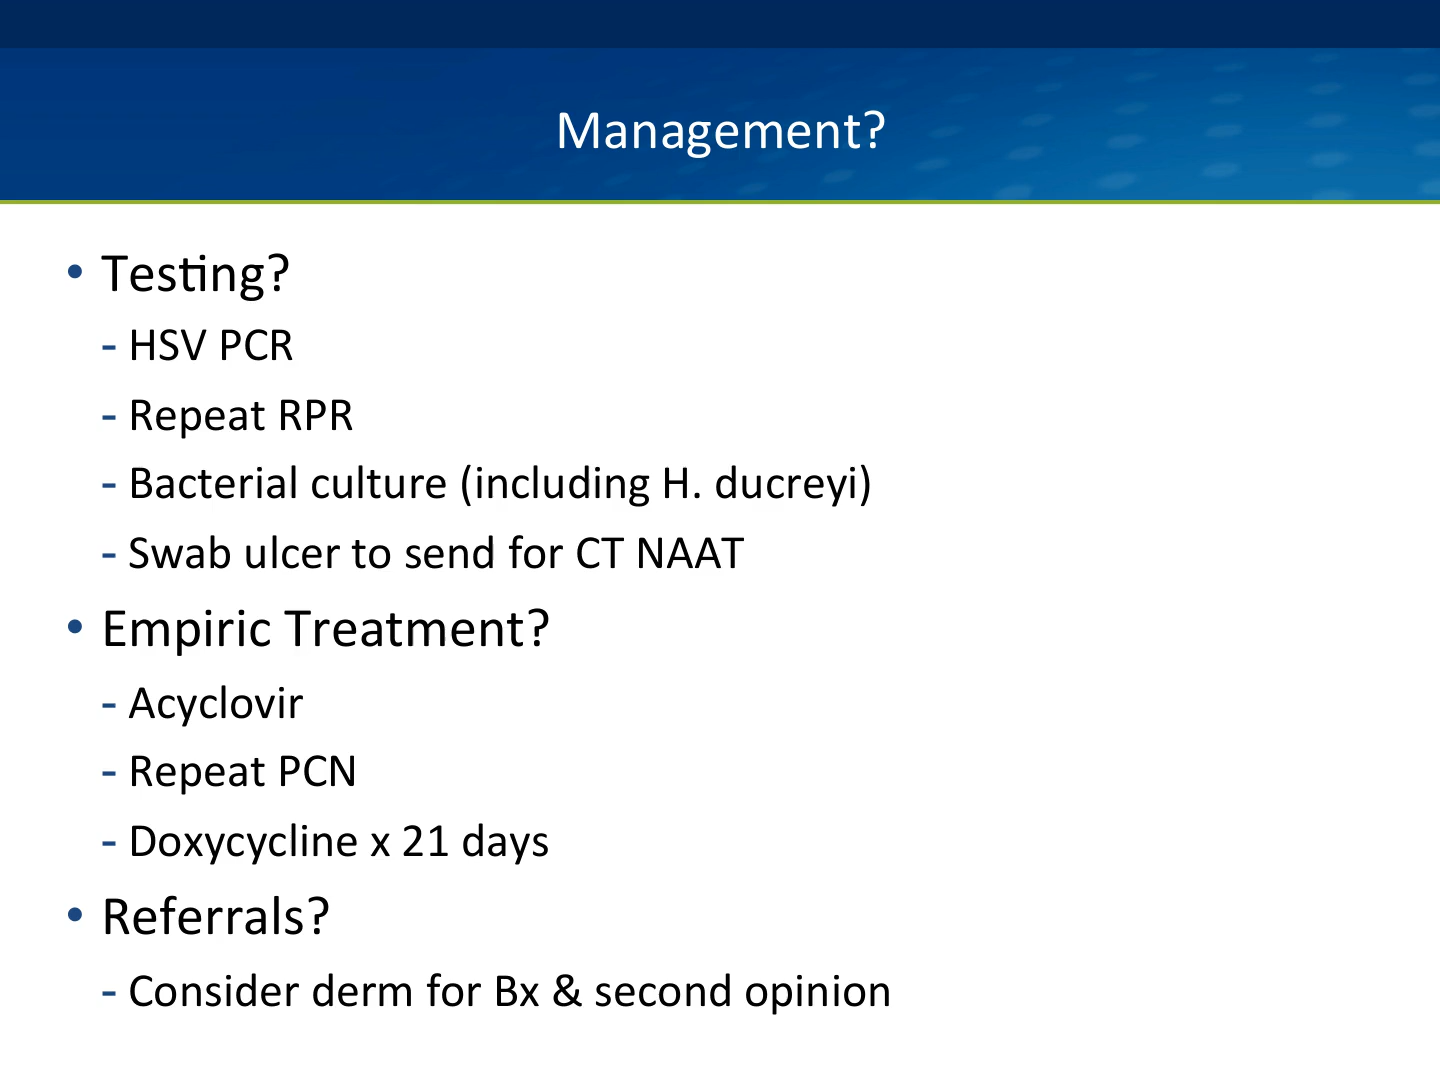 Management?
• Testing?
- HSV PCR
- Repeat RPR
- Bacterial culture (including H. ducreyi)
- Swab ulcer to send for CT NAAT
• Empiric Treatment?
- Acyclovir
- Repeat PCN
- Doxycycline x 21 days
• Referrals?
- Consider derm for Bx & second opinion